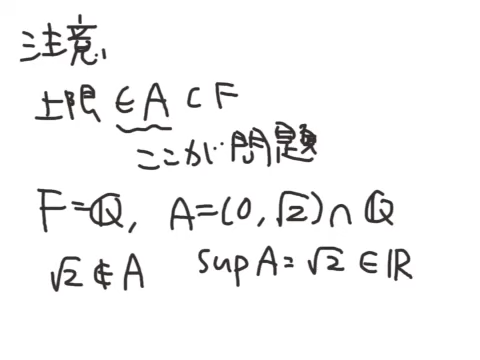 注意.
上限 ∈ A ⊂ F
ここが問題
F=ℚ, A=(0,√2)∩ℚ
√2 ∉ A sup A = √2 ∈ ℝ